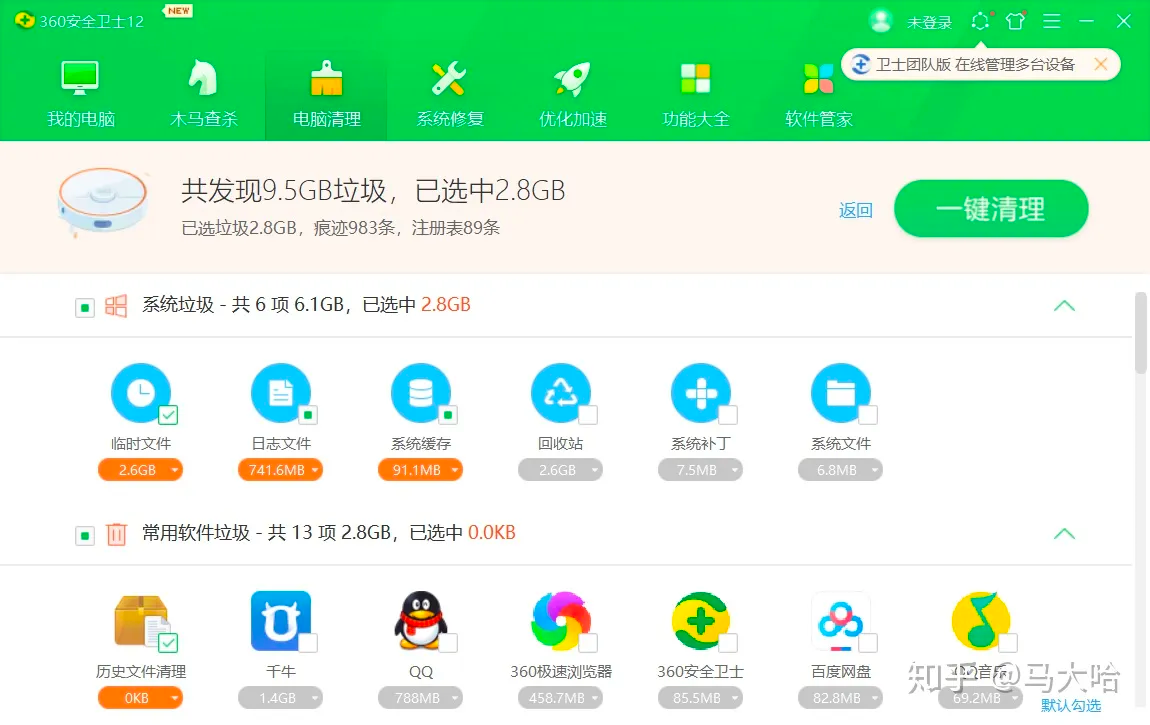 360安全卫士12
NEW
未登录
卫士团队版 在线管理多台设备
我的电脑
木马查杀
电脑清理
系统修复
优化加速
功能大全
软件管家
共发现9.5GB垃圾，已选中2.8GB
已选垃圾2.8GB，痕迹983条，注册表89条
返回
一键清理
系统垃圾 - 共 6 项 6.1GB，已选中 2.8GB
临时文件
日志文件
系统缓存
回收站
系统补丁
系统文件
2.6GB
741.6MB
91.1MB
2.6GB
7.5MB
6.8MB
常用软件垃圾 - 共 13 项 2.8GB，已选中 0.0KB
历史文件清理
千牛
QQ
360极速浏览器
360安全卫士
百度网盘
QQ音乐
0KB
1.4GB
788MB
458.7MB
85.5MB
82.8MB
69.2MB
知乎 @马大哈
默认勾选